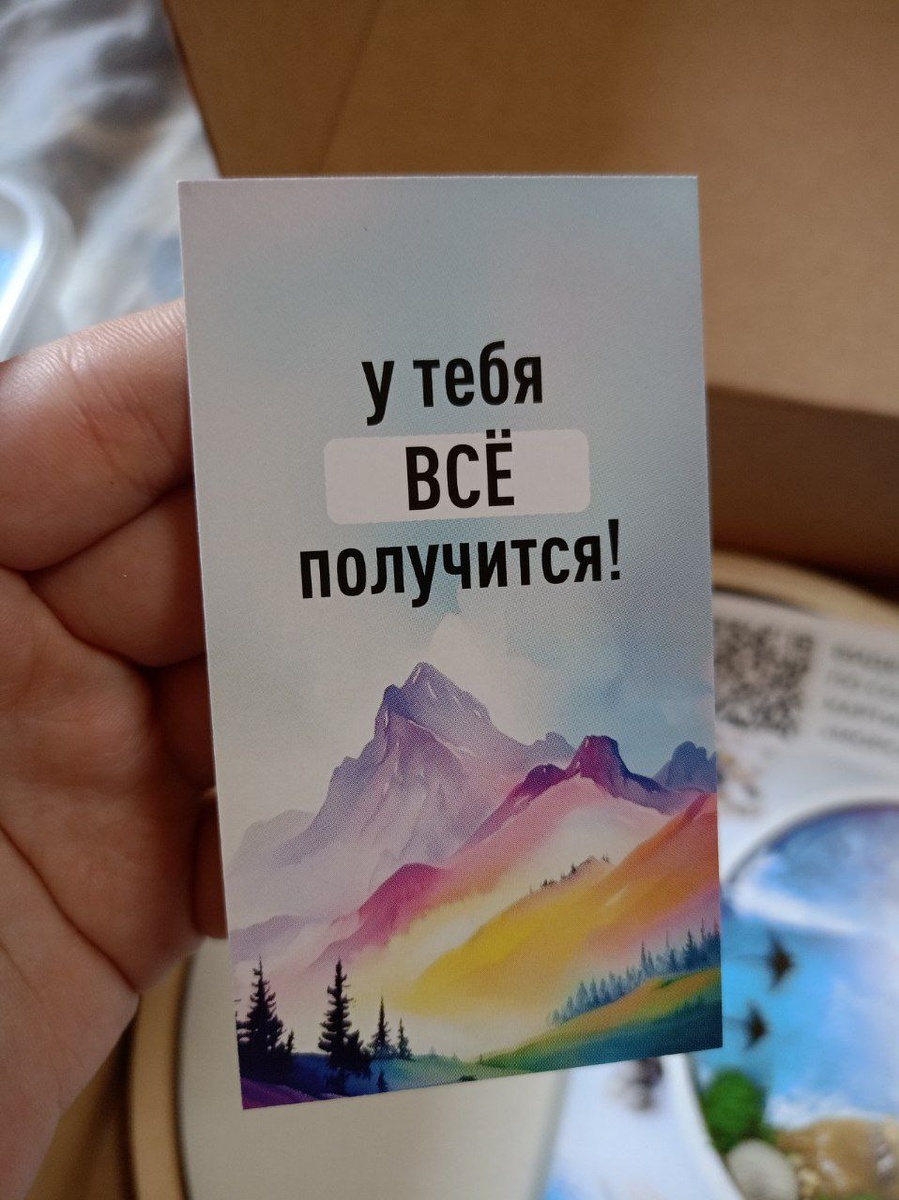 у тебя
ВСЁ
получится!